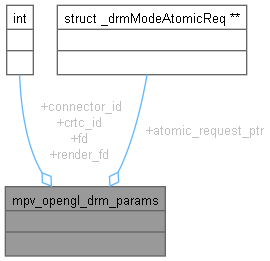 int
struct _drmModeAtomicReq **
+connector_id
+crtc_id
+fd
+render_fd
+atomic_request_ptr
mpv_opengl_drm_params